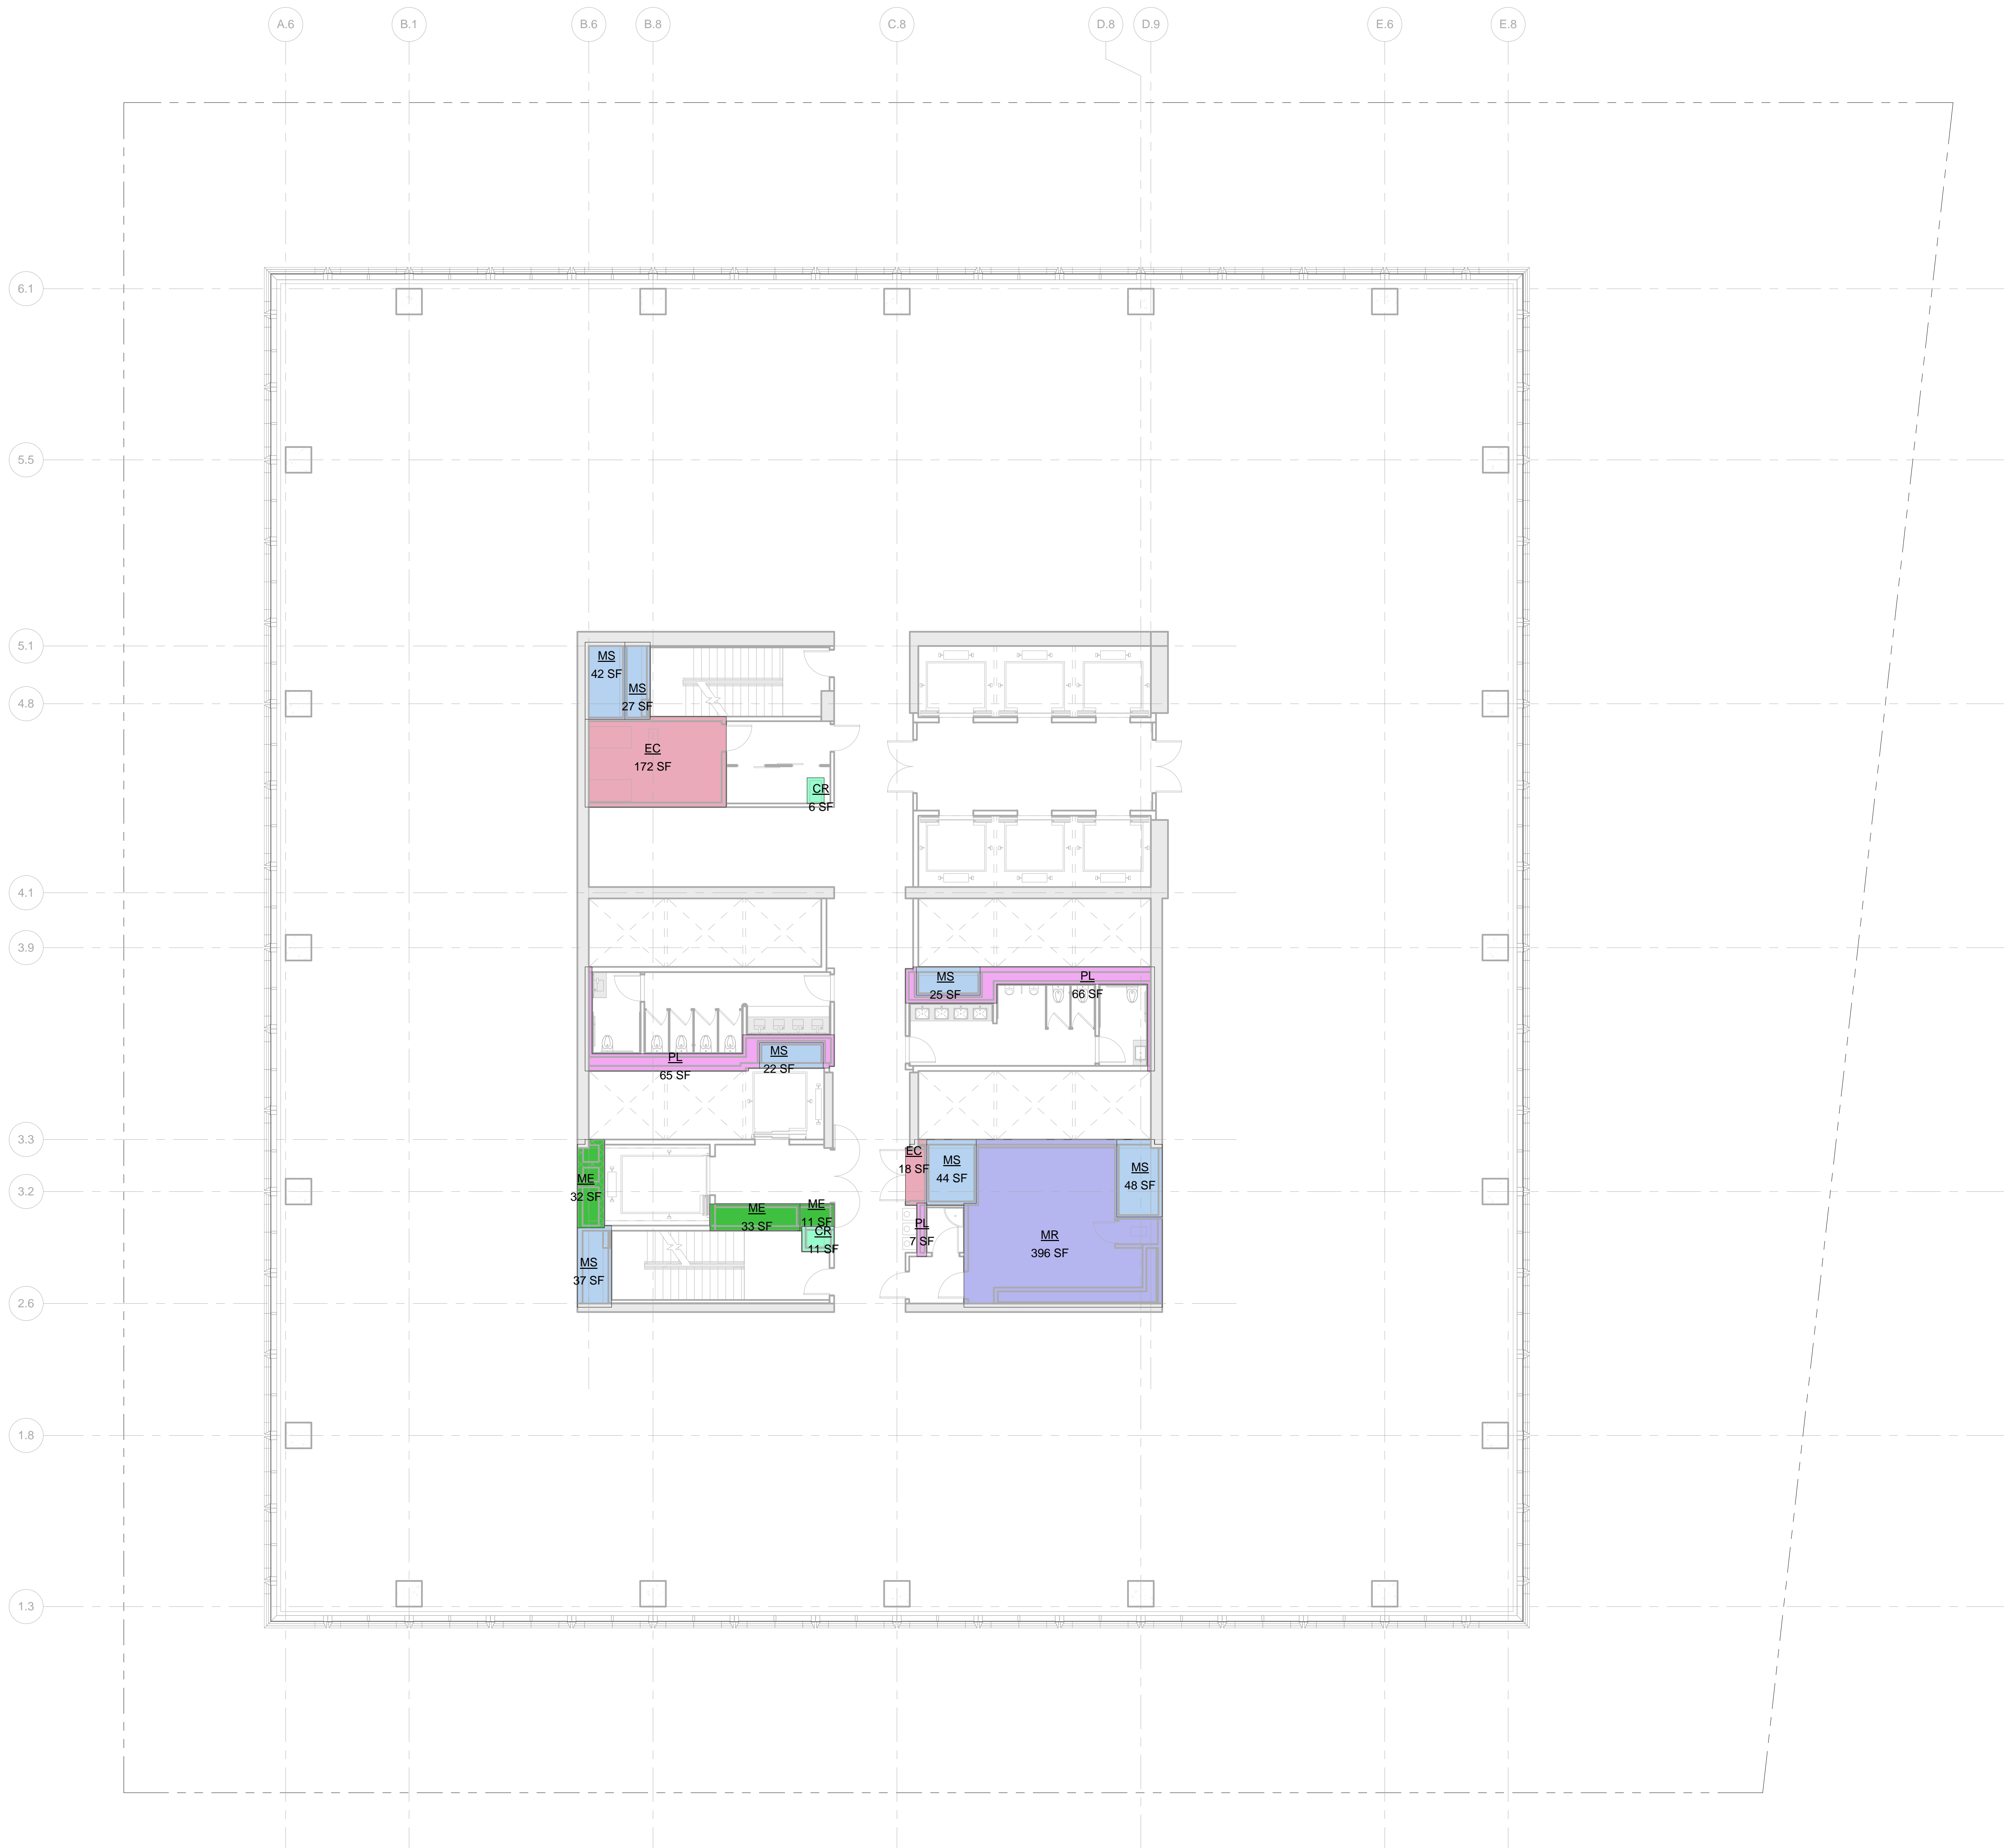 A.6
B.1
B.6
B.8
C.8
D.8
D.9
E.6
E.8
6.1
5.5
5.1
4.8
4.1
3.9
3.3
3.2
2.6
1.8
1.3
MS
42 SF
MS
27 SF
EC
172 SF
CR
6 SF
MS
25 SF
PL
66 SF
PL
65 SF
MS
22 SF
ME
32 SF
ME
33 SF
ME
11 SF
CR
11 SF
MS
37 SF
EC
18 SF
MS
44 SF
MS
48 SF
PL
7 SF
MR
396 SF